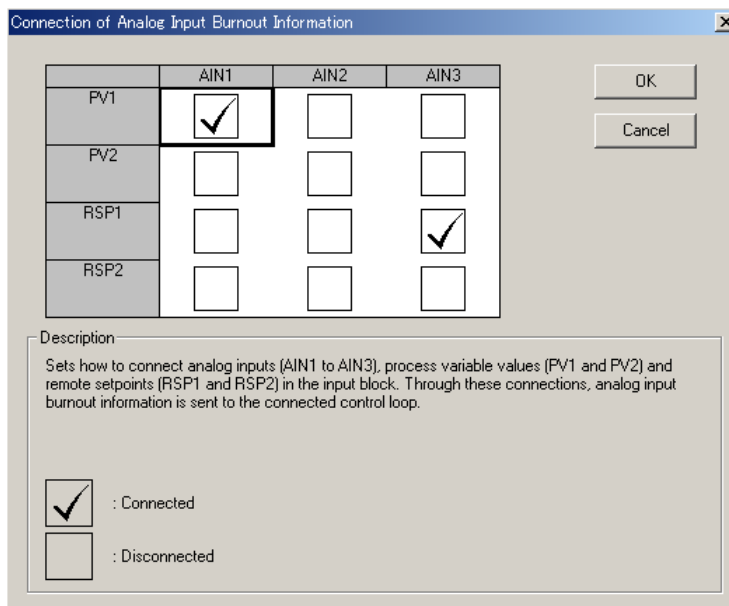 Connection of Analog Input Burnout Information
AIN1 AIN2 AIN3
PV1
PV2
RSP1
RSP2
OK
Cancel
Description
Sets how to connect analog inputs (AIN1 to AIN3), process variable values (PV1 and PV2) and
remote setpoints (RSP1 and RSP2) in the input block. Through these connections, analog input
burnout information is sent to the connected control loop.
: Connected
: Disconnected